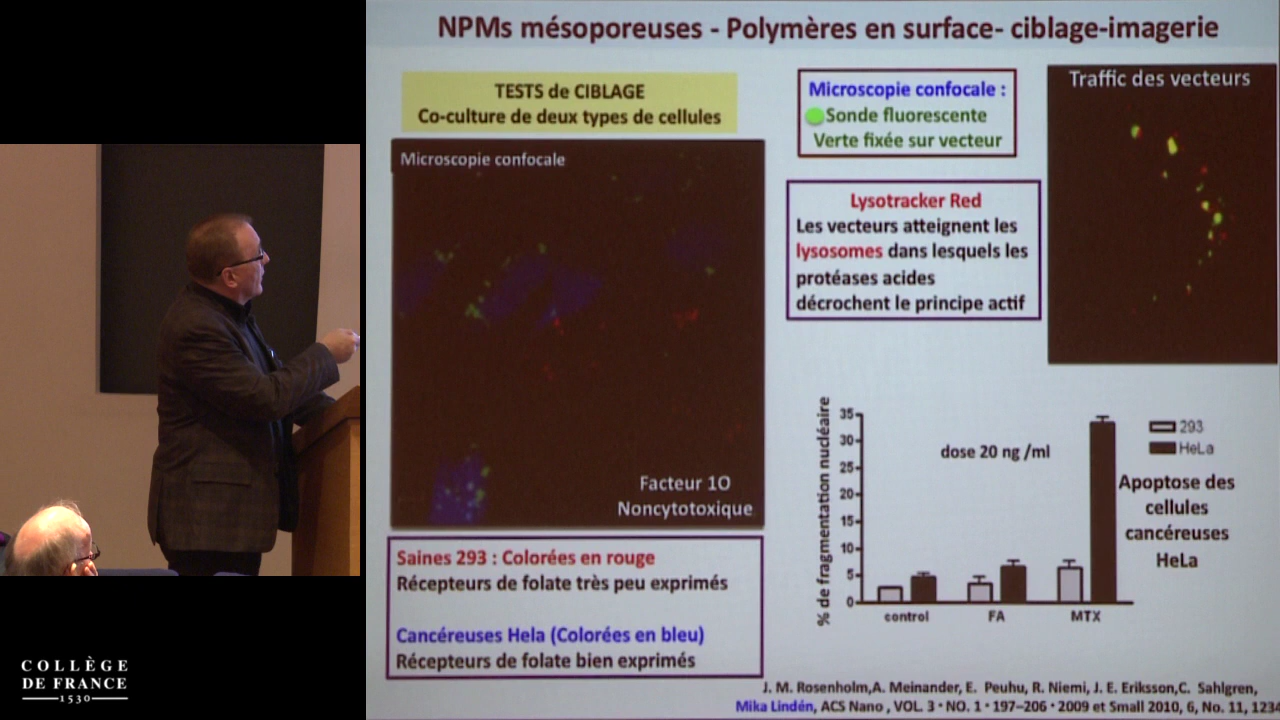 NPMs mésoporeuses - Polymères en surface- ciblage-imagerie
TESTS de CIBLAGE
Co-culture de deux types de cellules
Microscopie confocale
Facteur 10
Noncytotoxique
Saines 293 : Colorées en rouge
Récepteurs de folate très peu exprimés
Cancéreuses Hela (Colorées en bleu)
Récepteurs de folate bien exprimés
Microscopie confocale :
Sonde fluorescente
Verte fixée sur vecteur
Lysotracker Red
Les vecteurs atteignent les
lysosomes dans lesquels les
protéases acides
décrochent le principe actif
Traffic des vecteurs
% de fragmentation nucléaire
35
30
25
20
15
10
5
0
dose 20 ng /ml
293
HeLa
control
FA
MTX
Apoptose des
cellules
cancéreuses
HeLa
J. M. Rosenholm,A. Meinander, E. Peuhu, R. Niemi, J. E. Eriksson,C. Sahlgren,
Mika Lindén, ACS Nano , VOL. 3 • NO. 1 • 197–206 • 2009 et Small 2010, 6, No. 11, 1234
COLLÈGE
DE FRANCE
1530